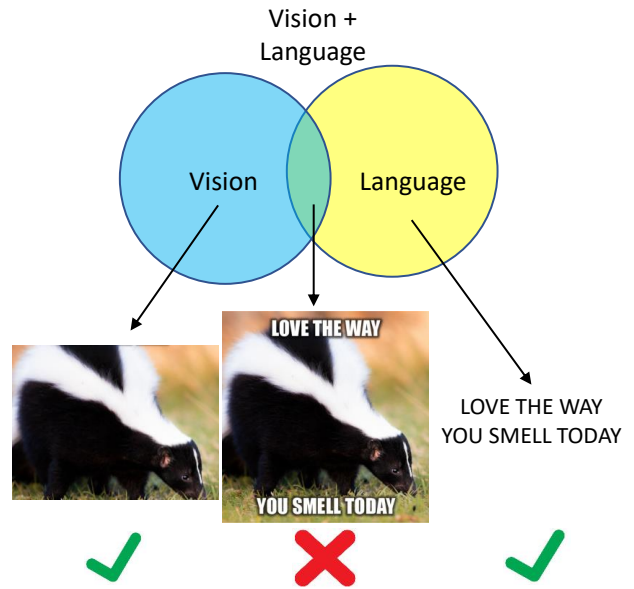 Vision +
Language
Vision
Language
LOVE THE WAY
YOU SMELL TODAY
LOVE THE WAY
YOU SMELL TODAY